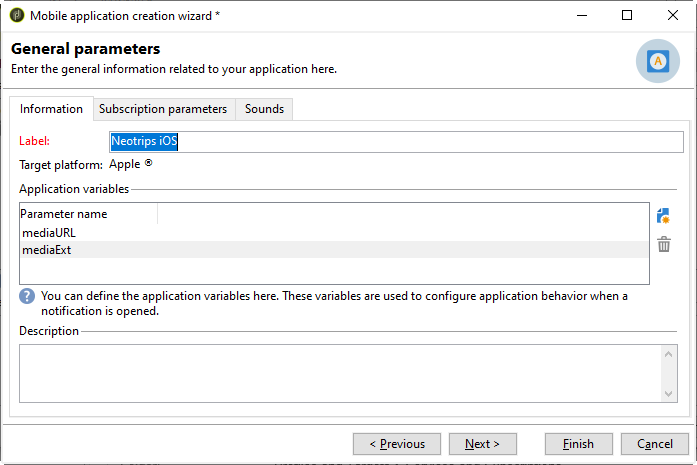 Mobile application creation wizard *
General parameters
Enter the general information related to your application here.
A
Information Subscription parameters Sounds
Label: Neotrips iOS
Target platform: Apple ®
Application variables
Parameter name
mediaURL
mediaExt
? You can define the application variables here. These variables are used to configure application behavior when a
notification is opened.
Description
< Previous Next > Finish Cancel